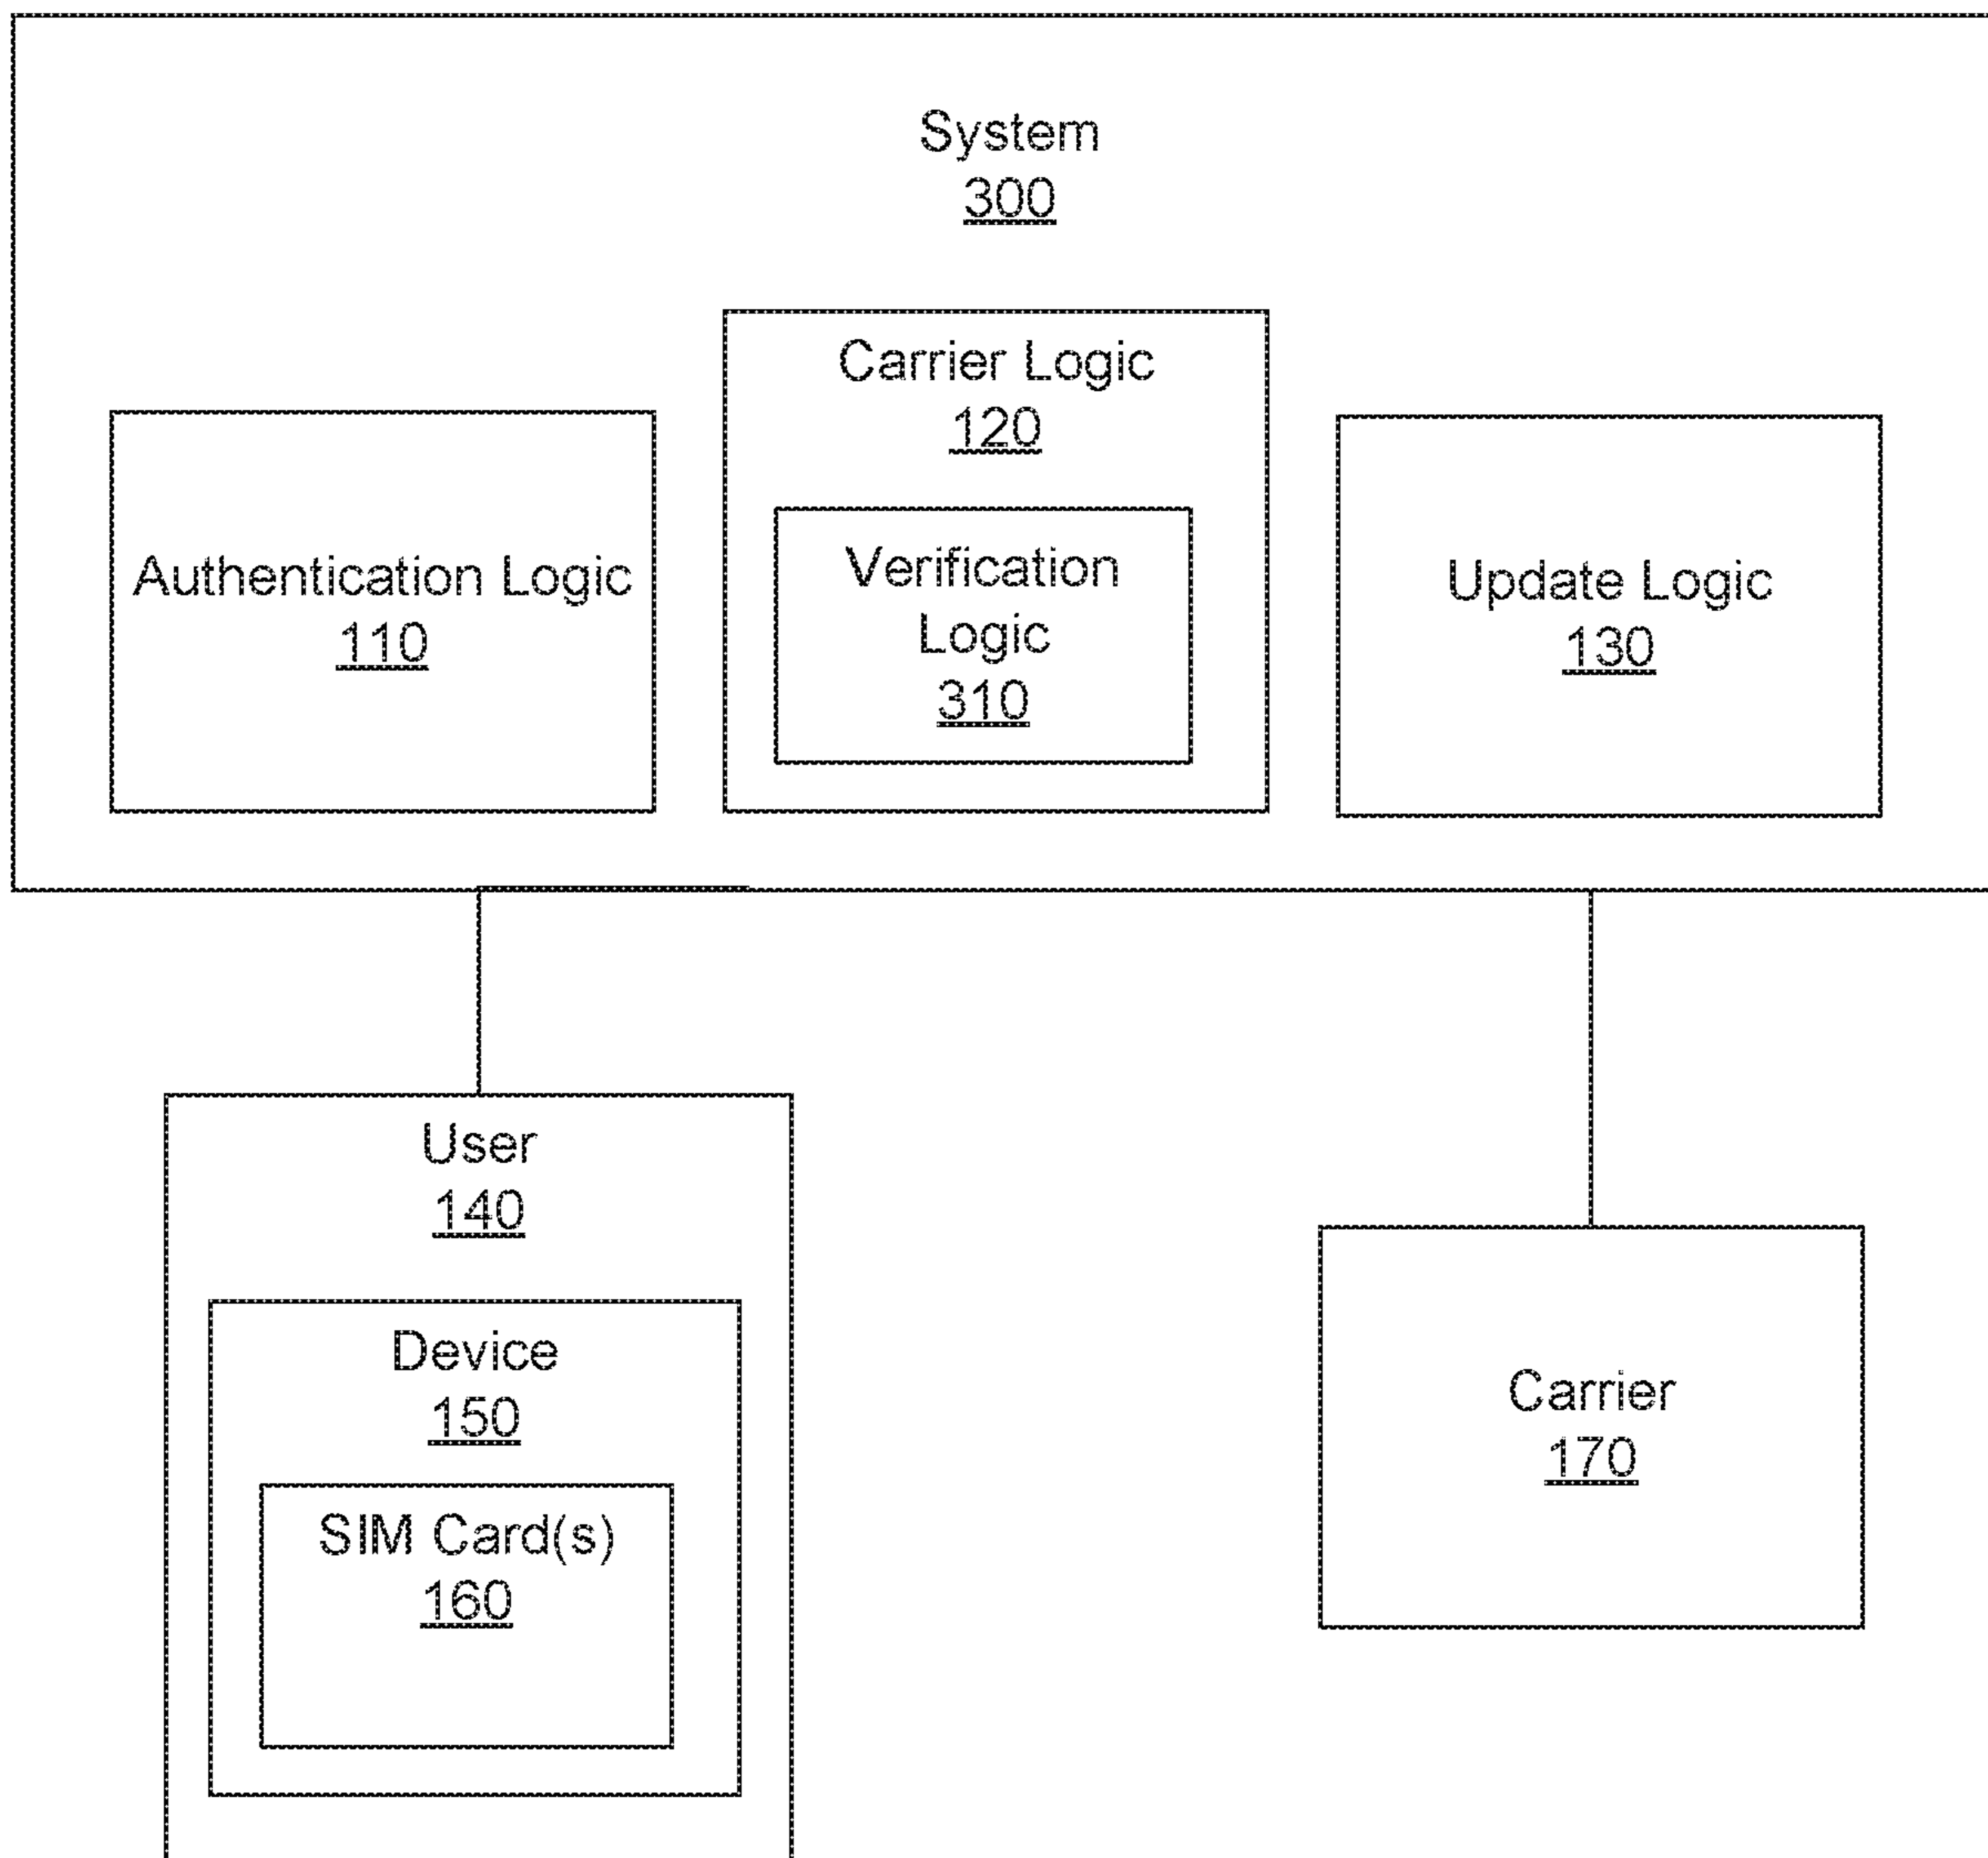 System
300
Carrier Logic
120
Authentication Logic
110
Verification
Logic
310
Update Logic
130
User
140
Device
150
SIM Card(s)
160
Carrier
170